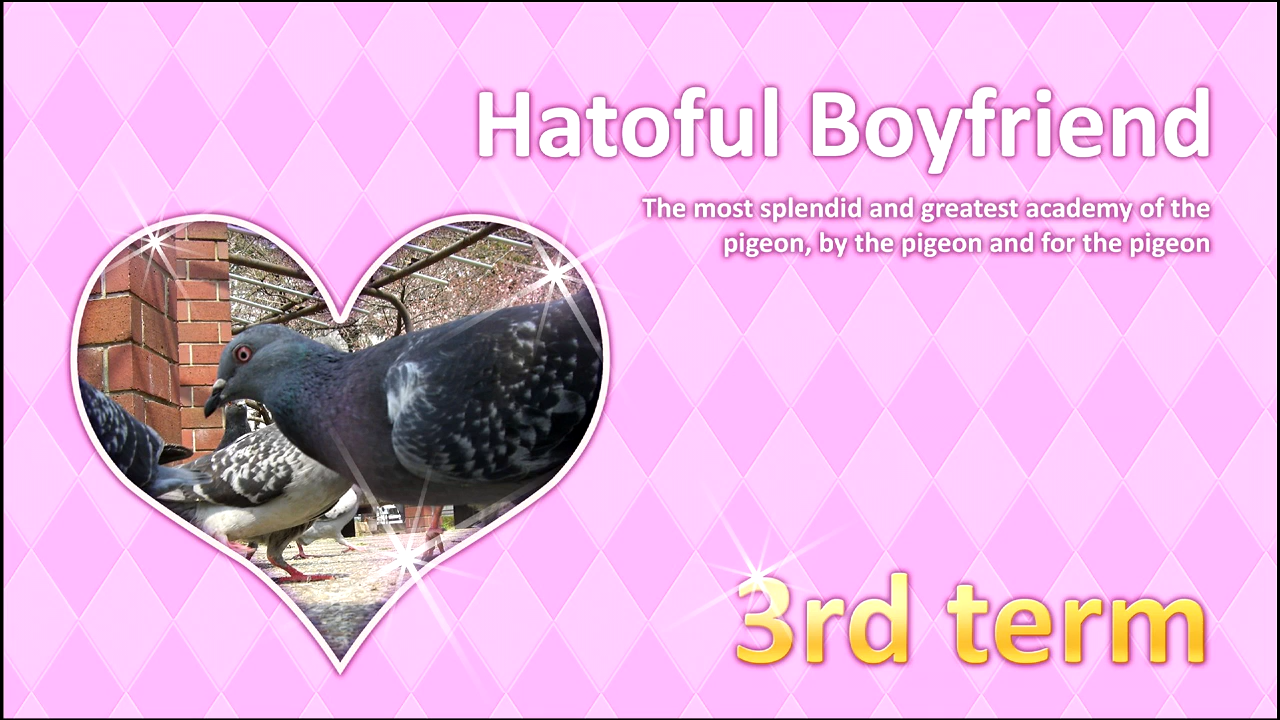 Hatoful Boyfriend
The most splendid and greatest academy of the
pigeon, by the pigeon and for the pigeon
3rd term